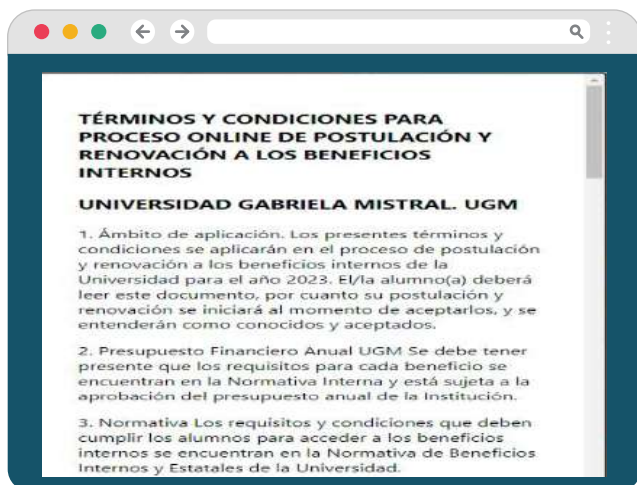 TÉRMINOS Y CONDICIONES PARA
PROCESO ONLINE DE POSTULACIÓN Y
RENOVACIÓN A LOS BENEFICIOS
INTERNOS
UNIVERSIDAD GABRIELA MISTRAL. UGM
1. Ámbito de aplicación. Los presentes términos y
condiciones se aplicarán en el proceso de postulación
y renovación a los beneficios internos de la
Universidad para el año 2023. El/la alumno(a) deberá
leer este documento, por cuanto su postulación y
renovación se iniciará al momento de aceptarlos, y se
entenderán como conocidos y aceptados.
2. Presupuesto Financiero Anual UGM Se debe tener
presente que los requisitos para cada beneficio se
encuentran en la Normativa Interna y está sujeta a la
aprobación del presupuesto anual de la Institución.
3. Normativa Los requisitos y condiciones que deben
cumplir los alumnos para acceder a los beneficios
internos se encuentran en la Normativa de Beneficios
Internos y Estatales de la Universidad.